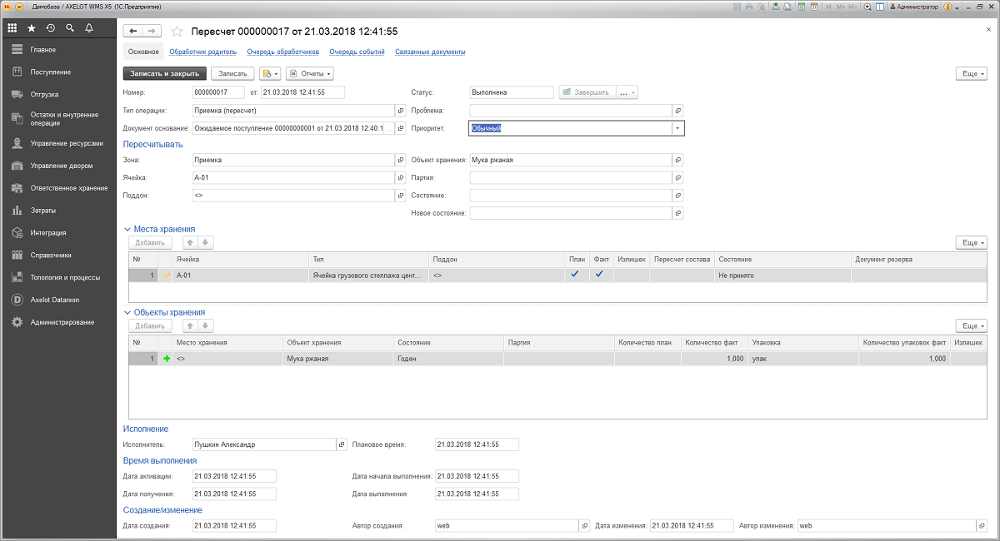 1С Демобаза / AXELOT WMS X5 (1С:Предприятие)
M M+ M- Администратор
Главное
Поступление
Отгрузка
Остатки и внутренние
операции
Управление ресурсами
Управление двором
Ответственное хранение
Затраты
Интеграция
Справочники
Топология и процессы
Axelot Datareon
Администрирование
Пересчет 000000017 от 21.03.2018 12:41:55
Основное Обработчик родитель Очередь обработчиков Очередь событий Связанные документы
Записать и закрыть Записать Отчеты Еще
Номер: 000000017 от: 21.03.2018 12:41:55 Статус: Выполнена Завершить ...
Тип операции: Приемка (пересчет) Проблема:
Документ основание: Ожидаемое поступление 00000000001 от 21.03.2018 12:40:1 ... Приоритет: Обычный
Пересчитывать
Зона: Приемка Объект хранения: Мука ржаная
Ячейка: А-01 Партия:
Поддон: <> Состояние:
Новое состояние:
Места хранения
Добавить Еще
№ Ячейка Тип Поддон План Факт Излишек Пересчет состава Состояние Документ резерва
1 А-01 Ячейка грузового стеллажа цент... <> Не принято
Объекты хранения
Добавить Еще
№ Место хранения Объект хранения Состояние Партия Количество план Количество факт Упаковка Количество упаковок факт Излишек
1 <> Мука ржаная Годен 1,000 упак 1,000
Исполнение
Исполнитель: Пушкин Александр Плановое время: 21.03.2018 12:41:55
Время выполнения
Дата активации: 21.03.2018 12:41:55 Дата начала выполнения: 21.03.2018 12:41:55
Дата получения: 21.03.2018 12:41:55 Дата выполнения: 21.03.2018 12:41:55
Создание/изменение
Дата создания: 21.03.2018 12:41:55 Автор создания: web Дата изменения: 21.03.2018 12:41:55 Автор изменения: web